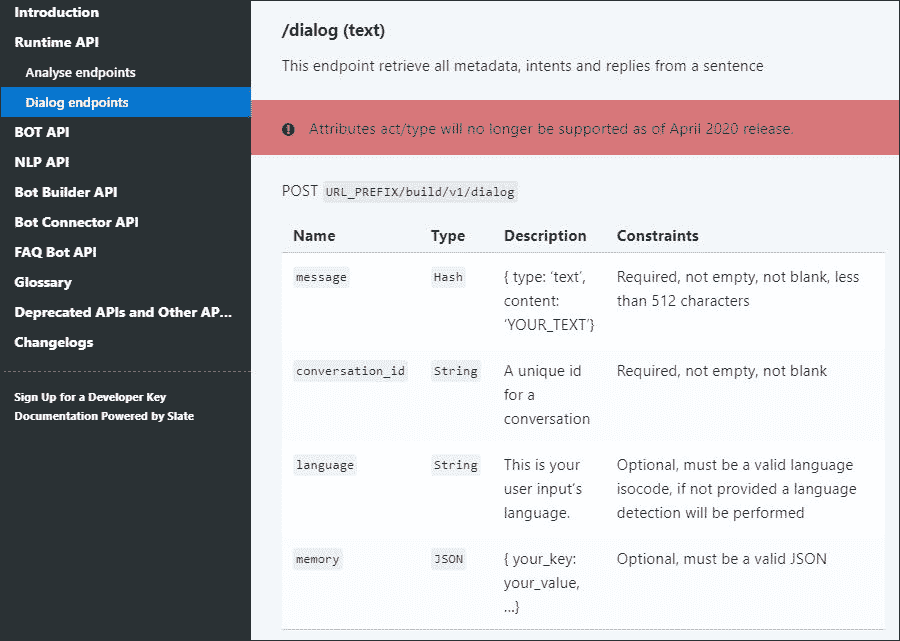 Introduction
Runtime API
Analyse endpoints
Dialog endpoints
BOT API
NLP API
Bot Builder API
Bot Connector API
FAQ Bot API
Glossary
Deprecated APIs and Other AP...
Changelogs
Sign Up for a Developer Key
Documentation Powered by Slate
/dialog (text)
This endpoint retrieve all metadata, intents and replies from a sentence
Attributes act/type will no longer be supported as of April 2020 release.
POST URL_PREFIX/build/v1/dialog
Name Type Description Constraints
message Hash { type: ‘text’, Required, not empty, not blank, less
content: than 512 characters
‘YOUR_TEXT’}
conversation_id String A unique id Required, not empty, not blank
for a
conversation
language String This is your Optional, must be a valid language
user input’s isocode, if not provided a language
language. detection will be performed
memory JSON { your_key: Optional, must be a valid JSON
your_value,
…}